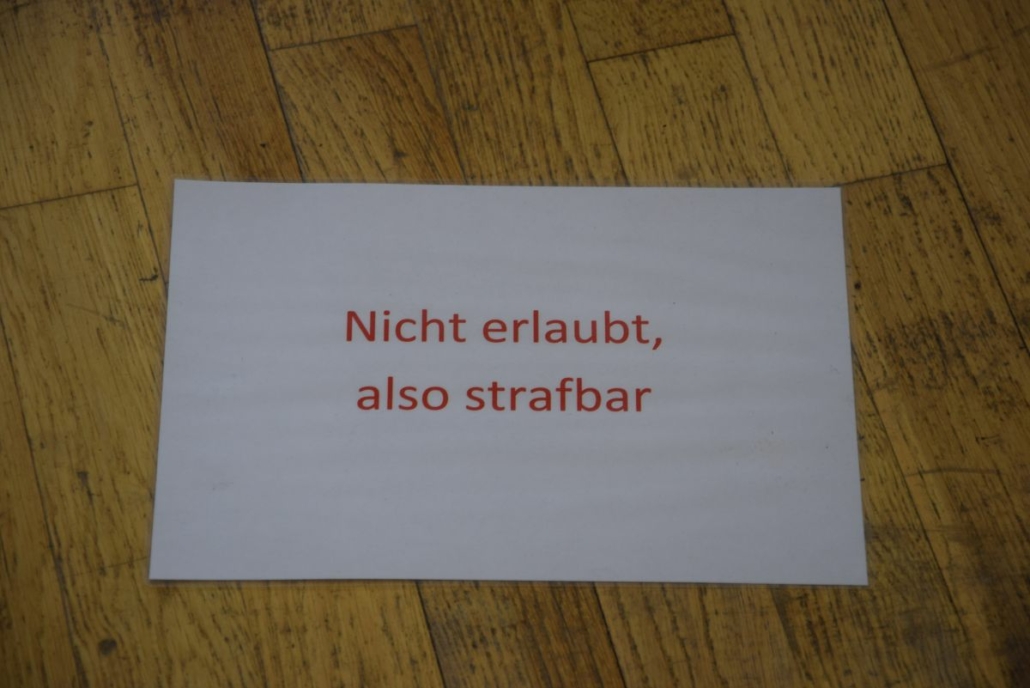 Nicht erlaubt,
also strafbar